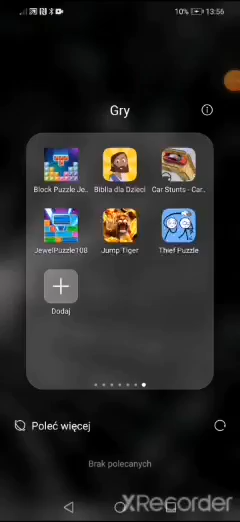 10% 13:56
Gry
Block Puzzle Je..
Biblia dla Dzieci
Car Stunts - Car..
JewelPuzzle108
Jump Tiger
Thief Puzzle
Dodaj
Poleć więcej
Brak polecanych
XRecorder